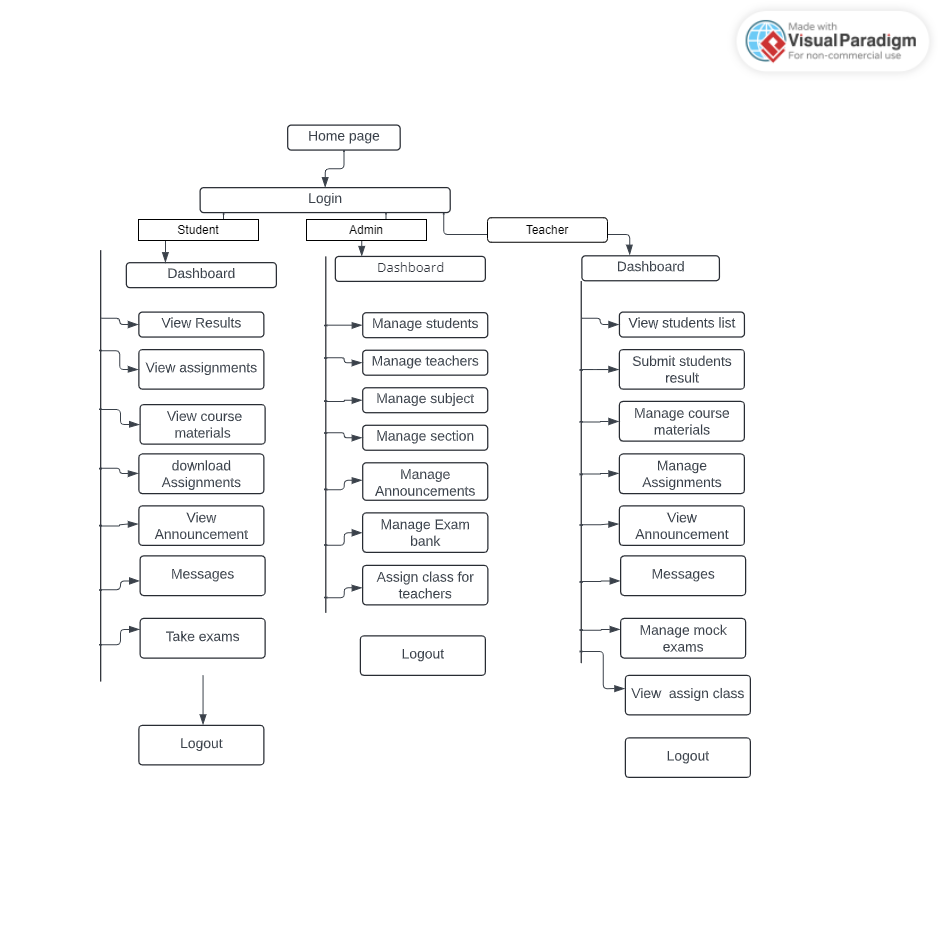 Made with
VisualParadigm
For non-commercial use
Home page
Login
Student
Admin
Teacher
Dashboard
View Results
View assignments
View course
materials
download
Assignments
View
Announcement
Messages
Take exams
Logout
Dashboard
Manage students
Manage teachers
Manage subject
Manage section
Manage
Announcements
Manage Exam
bank
Assign class for
teachers
Logout
Dashboard
View students list
Submit students
result
Manage course
materials
Manage
Assignments
View
Announcement
Messages
Manage mock
exams
View  assign class
Logout